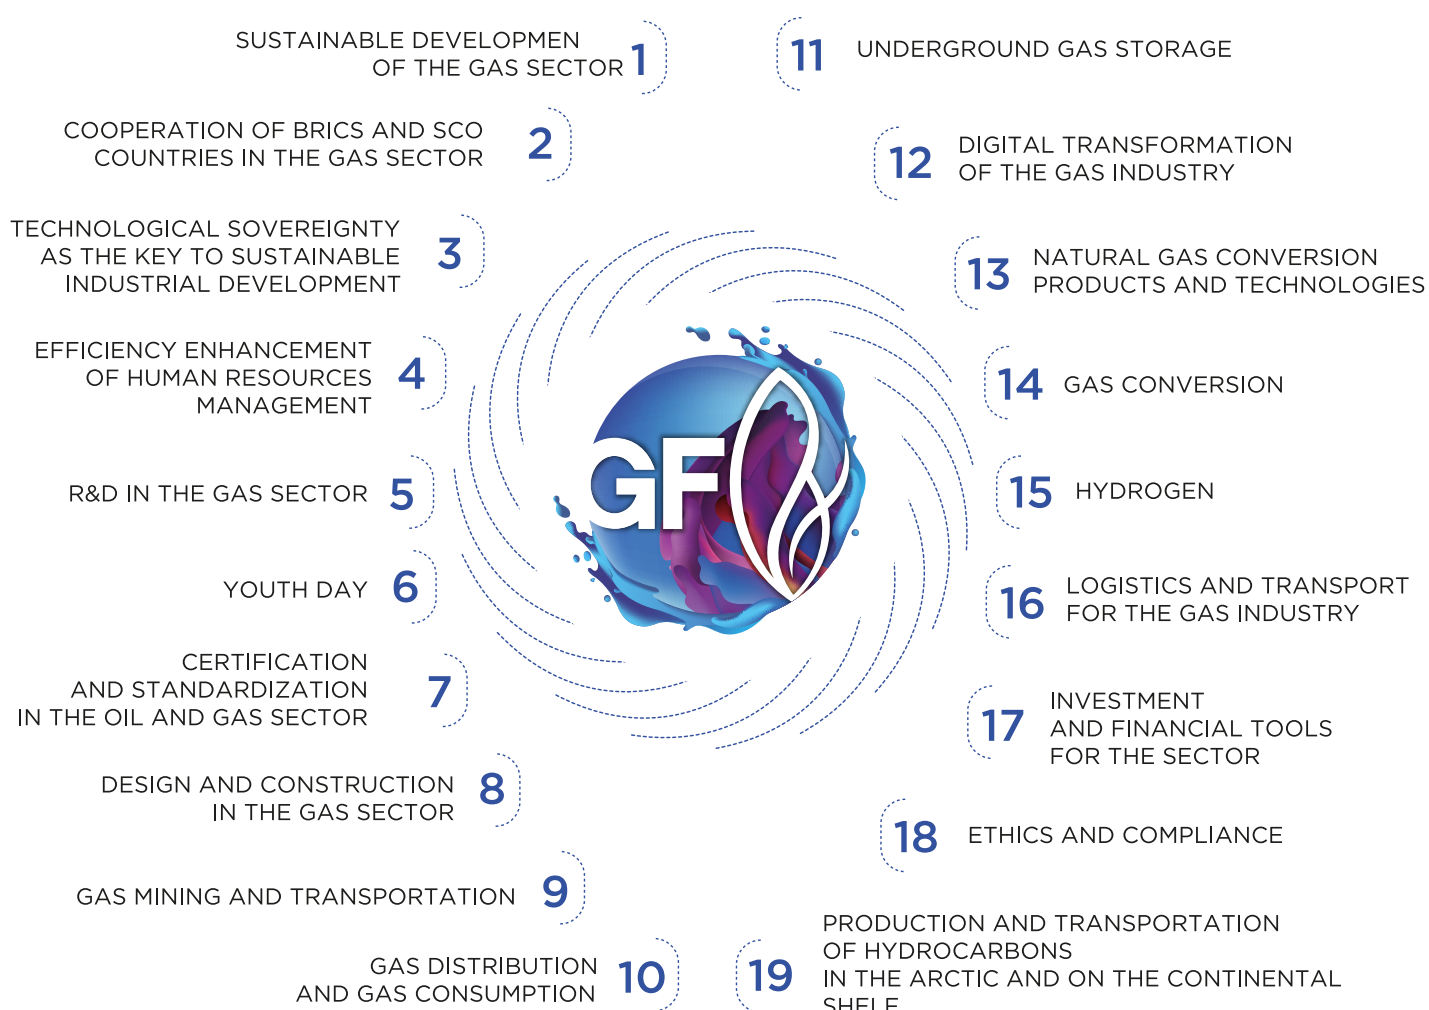 SUSTAINABLE DEVELOPMEN
OF THE GAS SECTOR
1
COOPERATION OF BRICS AND SCO
COUNTRIES IN THE GAS SECTOR
2
TECHNOLOGICAL SOVEREIGNTY
AS THE KEY TO SUSTAINABLE
INDUSTRIAL DEVELOPMENT
3
EFFICIENCY ENHANCEMENT
OF HUMAN RESOURCES
MANAGEMENT
4
R&D IN THE GAS SECTOR
5
YOUTH DAY
6
CERTIFICATION
AND STANDARDIZATION
IN THE OIL AND GAS SECTOR
7
DESIGN AND CONSTRUCTION
IN THE GAS SECTOR
8
GAS MINING AND TRANSPORTATION
9
GAS DISTRIBUTION
AND GAS CONSUMPTION
10
GF
11
UNDERGROUND GAS STORAGE
12
DIGITAL TRANSFORMATION
OF THE GAS INDUSTRY
13
NATURAL GAS CONVERSION
PRODUCTS AND TECHNOLOGIES
14
GAS CONVERSION
15
HYDROGEN
16
LOGISTICS AND TRANSPORT
FOR THE GAS INDUSTRY
17
INVESTMENT
AND FINANCIAL TOOLS
FOR THE SECTOR
18
ETHICS AND COMPLIANCE
19
PRODUCTION AND TRANSPORTATION
OF HYDROCARBONS
IN THE ARCTIC AND ON THE CONTINENTAL
SHELF